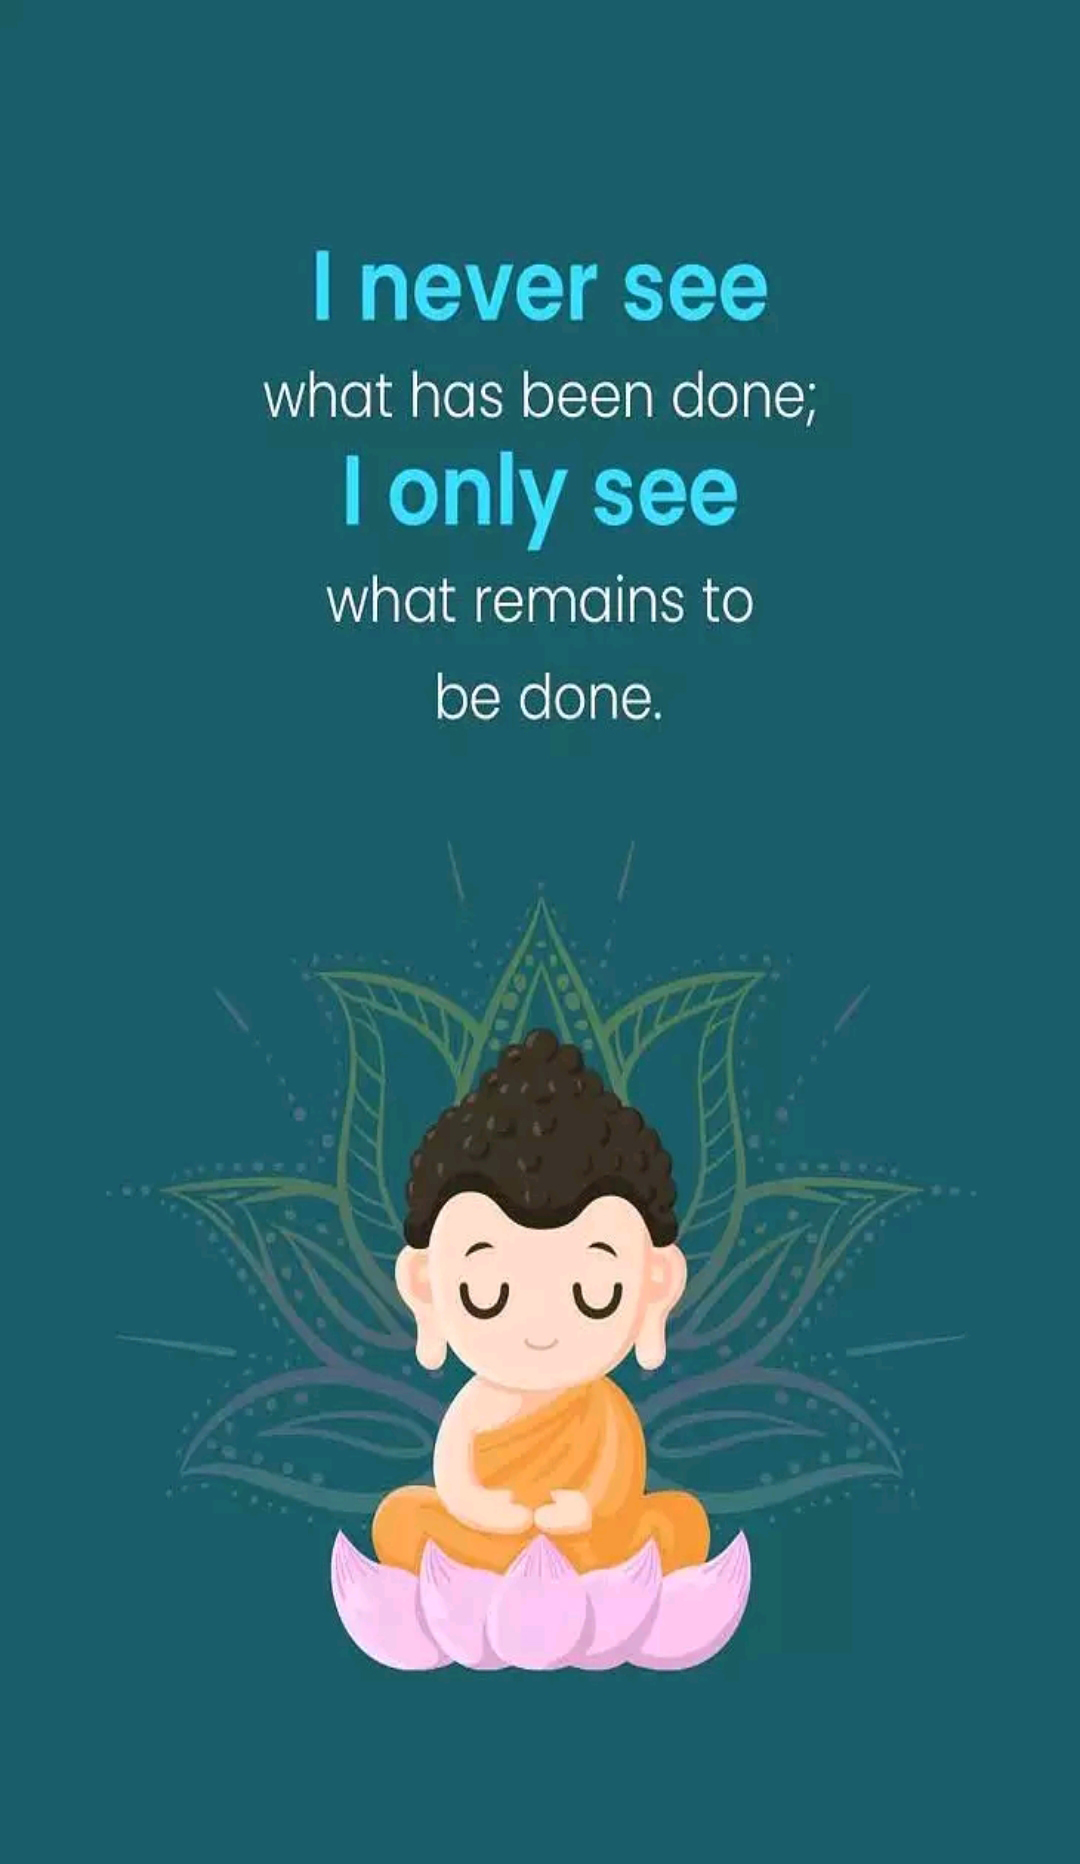 I never see
what has been done;
I only see
what remains to
be done.